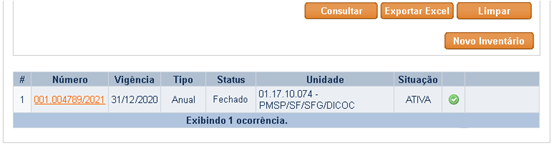 Consultar Exportar Excel Limpar
Novo Inventário
# Número Vigência Tipo Status Unidade Situação
1 001.004789/2021 31/12/2020 Anual Fechado 01.17.10.074 - PMSP/SF/SFG/DICOC ATIVA
Exibindo 1 ocorrência.